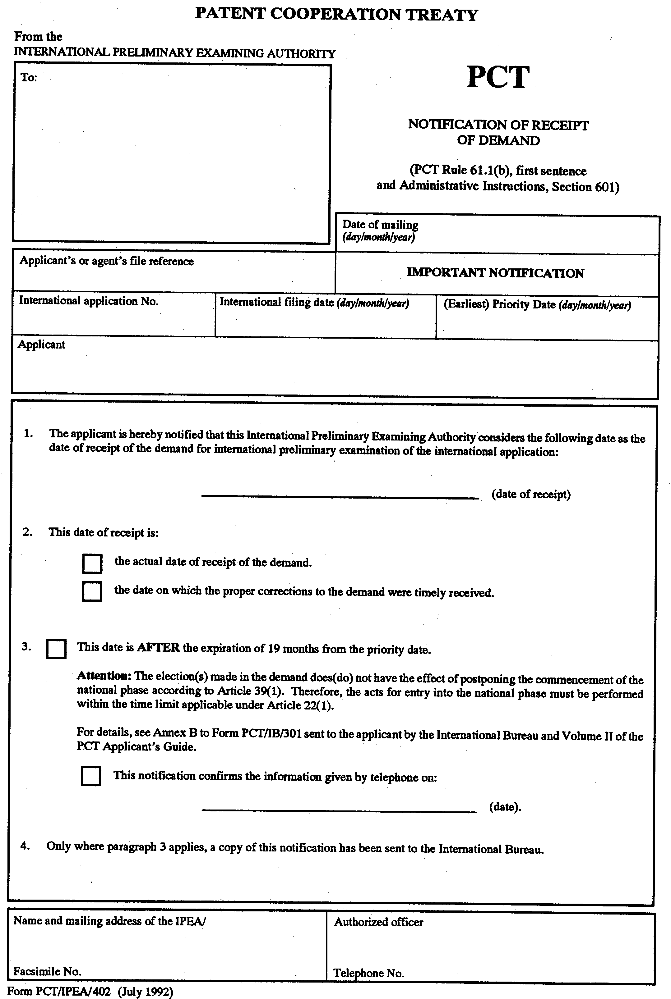 PATENT COOPERATION TREATY
From the
INTERNATIONAL PRELIMINARY EXAMINING AUTHORITY
To:
PCT
NOTIFICATION OF RECEIPT
OF DEMAND
(PCT Rule 61.1(b), first sentence
and Administrative Instructions, Section 601)
Date of mailing
(day/month/year)
Applicant's or agent's file reference
IMPORTANT NOTIFICATION
International application No.
International filing date (day/month/year)
(Earliest) Priority Date (day/month/year)
Applicant
1. The applicant is hereby notified that this International Preliminary Examining Authority considers the following date as the
date of receipt of the demand for international preliminary examination of the international application:
(date of receipt)
2. This date of receipt is:
the actual date of receipt of the demand.
the date on which the proper corrections to the demand were timely received.
3. This date is AFTER the expiration of 19 months from the priority date.
Attention: The election(s) made in the demand does(do) not have the effect of postponing the commencement of the
national phase according to Article 39(1). Therefore, the acts for entry into the national phase must be performed
within the time limit applicable under Article 22(1).
For details, see Annex B to Form PCT/IB/301 sent to the applicant by the International Bureau and Volume II of the
PCT Applicant's Guide.
This notification confirms the information given by telephone on:
(date).
4. Only where paragraph 3 applies, a copy of this notification has been sent to the International Bureau.
Name and mailing address of the IPEA/
Authorized officer
Facsimile No.
Telephone No.
Form PCT/IPEA/402 (July 1992)